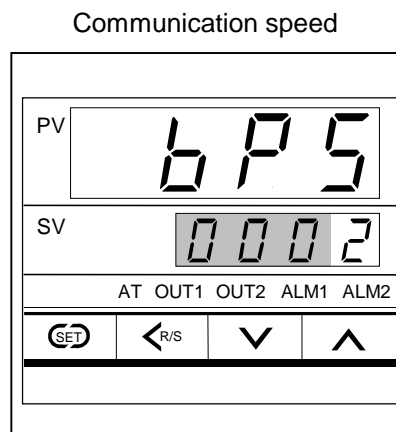 Communication speed
PV bPS
SV 0002
AT OUT1 OUT2 ALM1 ALM2
SET <R/S